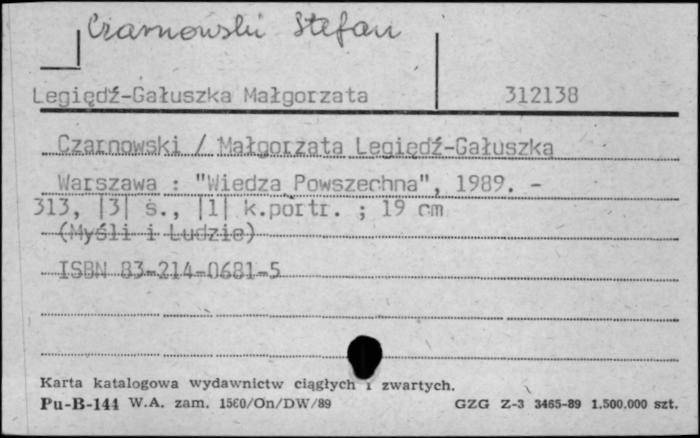 Czarnowski Stefan
Legiędź-Gałuszka Małgorzata 312138
Czarnowski / Małgorzata Legiędź-Gałuszka
Warszawa : "Wiedza Powszechna", 1989. -
313, |3| s., |1| k.portr. ; 19 cm
(Myśli i Ludzie)
ISBN 83-214-0681-5
Karta katalogowa wydawnictw ciągłych i zwartych.
Pu-B-144 W.A. zam. 1560/On/DW/89 GZG Z-3 3465-89 1.500.000 szt.